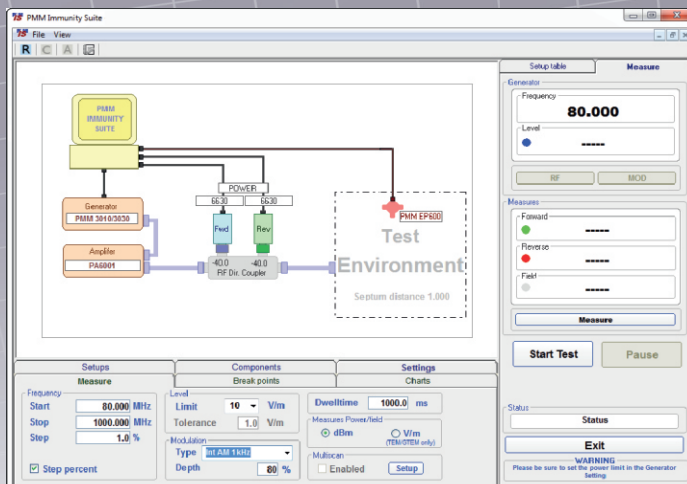 PMM Immunity Suite
File View
R C A
PMM
IMMUNITY
SUITE
POWER
6630 6630
Generator
PMM 3010/3030
Fwd Rev
PMM EP600
Amplifier
PA6001
-40.0 -40.0
RF Dir. Coupler
Test
Environment
Septum distance 1.000
Setup table Measure
Generator
Frequency
80.000
Level
-----
RF MOD
Measures
Forward
-----
Reverse
-----
Field
-----
Measure
Start Test Pause
Status
Status
Exit
WARNING
Please be sure to set the power limit in the Generator
Setting.
Setups Components Settings
Measure Break points Charts
Frequency
Start 80.000 MHz
Stop 1000.000 MHz
Step 1.0 %
Step percent
Level
Limit 10 V/m
Tolerance 1.0 V/m
Modulation
Type Int AM 1kHz
Depth 80 %
Dwelltime 1000.0 ms
Measures Power/field
dBm V/m
(TEM/GTEM only)
Multiscan
Enabled Setup